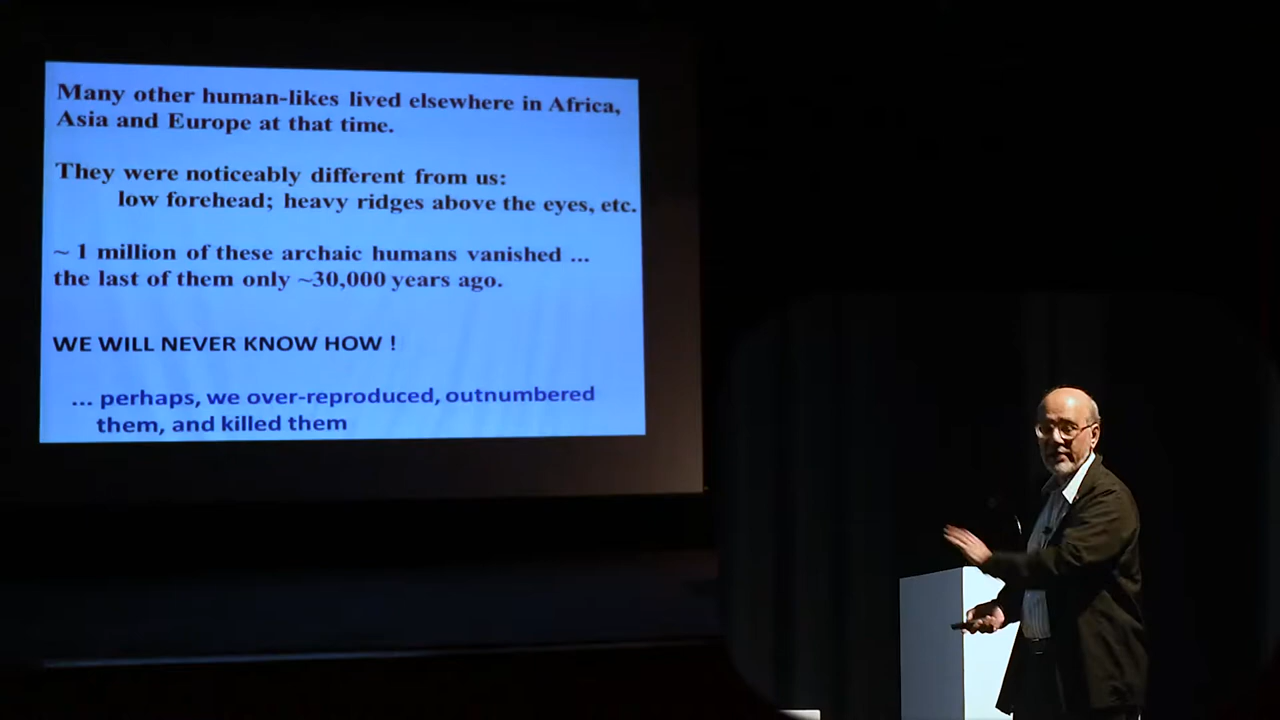 Many other human-likes lived elsewhere in Africa,
Asia and Europe at that time.
They were noticeably different from us:
low forehead; heavy ridges above the eyes, etc.
~ 1 million of these archaic humans vanished ...
the last of them only ~30,000 years ago.
WE WILL NEVER KNOW HOW !
... perhaps, we over-reproduced, outnumbered
them, and killed them